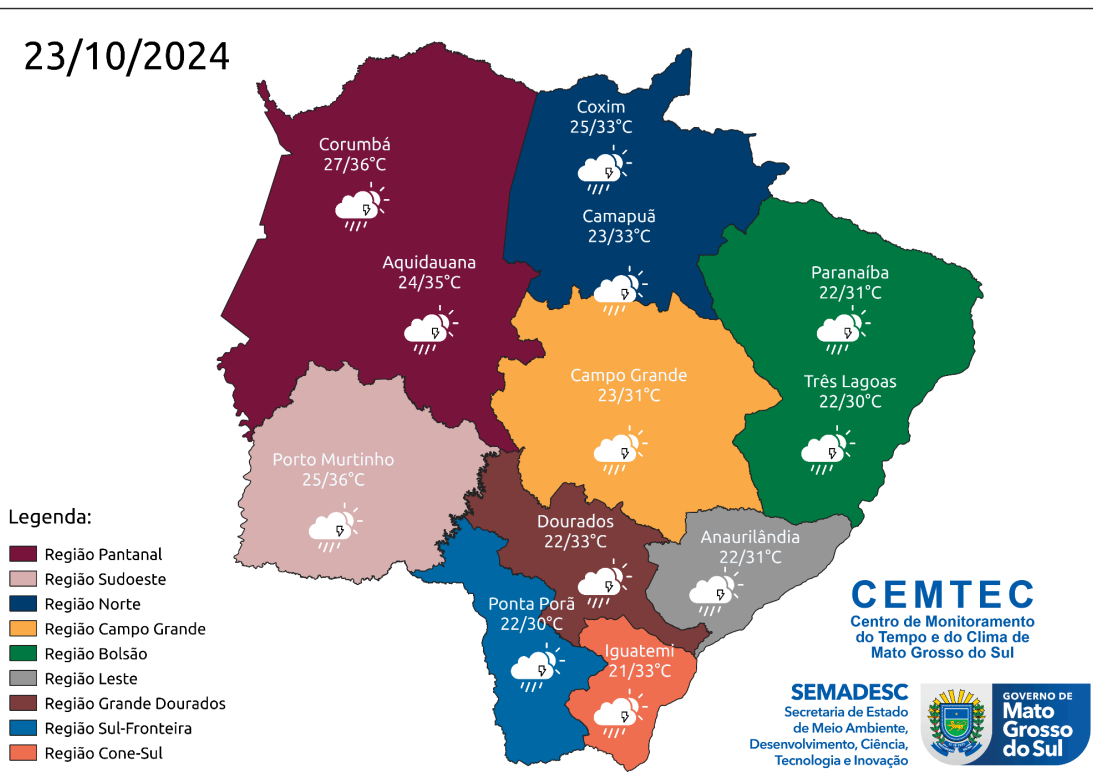 23/10/2024
Coxim
25/33°C
Corumbá
27/36°C
Camapuã
23/33°C
Aquidauana
24/35°C
Paranaíba
22/31°C
Campo Grande
23/31°C
Três Lagoas
22/30°C
Porto Murtinho
25/36°C
Dourados
22/33°C
Anaurilândia
22/31°C
Ponta Porã
22/30°C
Iguatemi
21/33°C
Legenda:
Região Pantanal
Região Sudoeste
Região Norte
Região Campo Grande
Região Bolsão
Região Leste
Região Grande Dourados
Região Sul-Fronteira
Região Cone-Sul
CEMTEC
Centro de Monitoramento
do Tempo e do Clima de
Mato Grosso do Sul
SEMADESC
Secretaria de Estado
de Meio Ambiente,
Desenvolvimento, Ciência,
Tecnologia e Inovação
GOVERNO DE
Mato
Grosso
do Sul